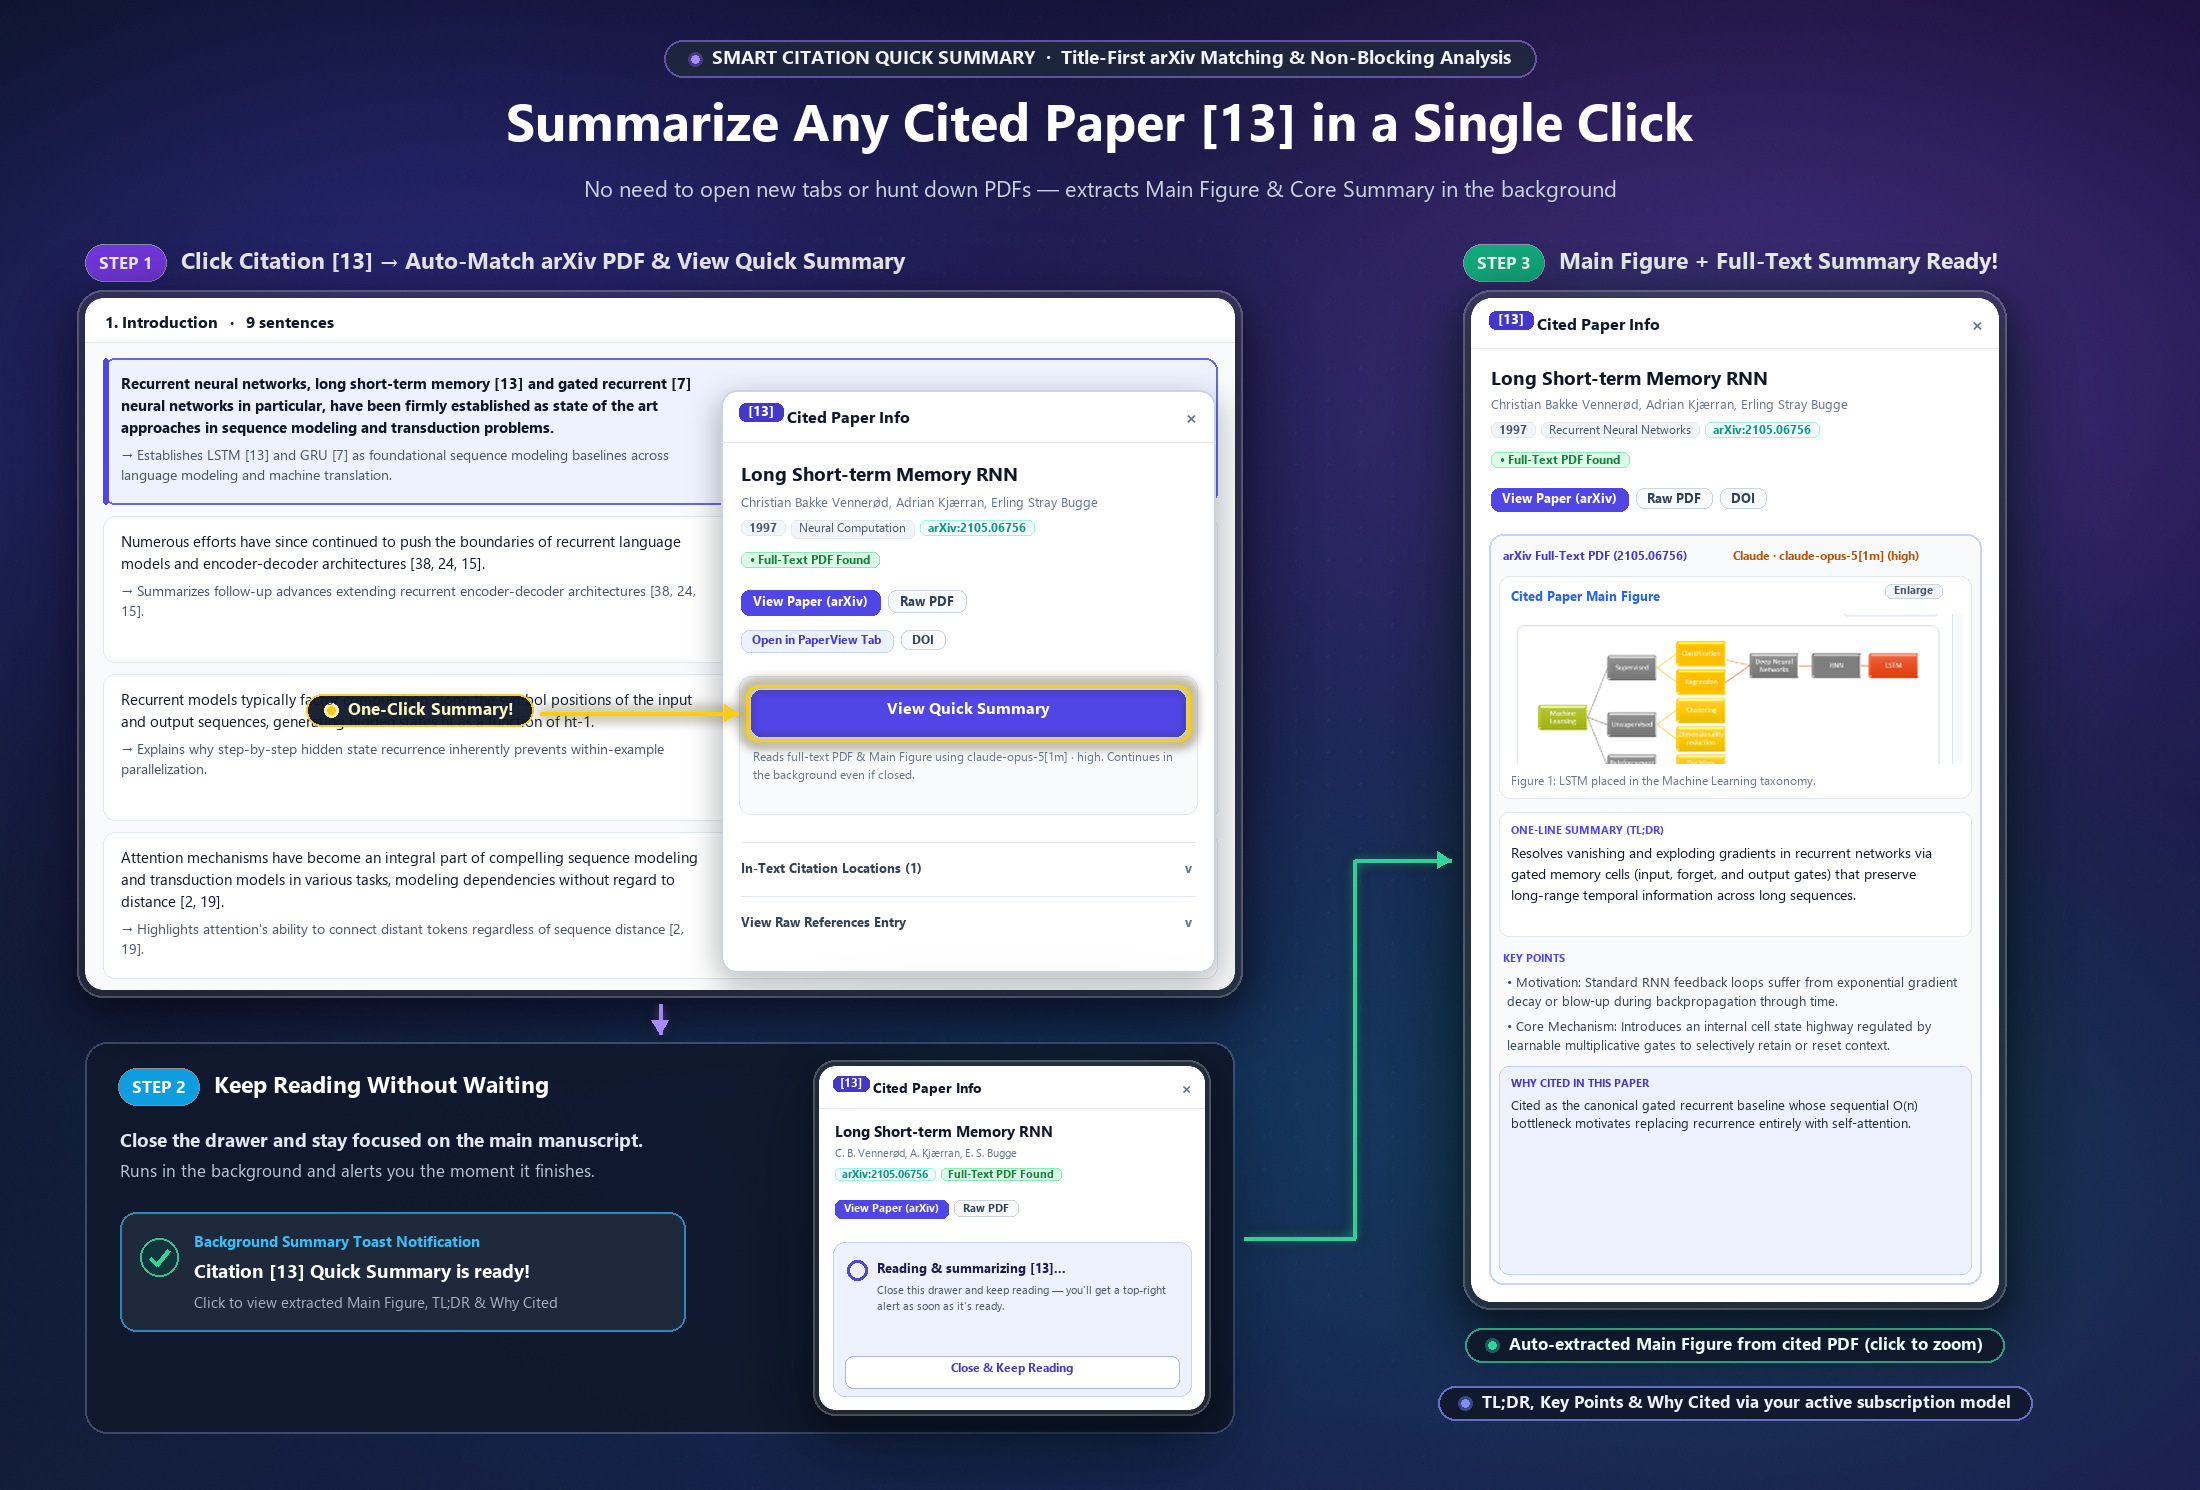 SMART CITATION QUICK SUMMARY · Title-First arXiv Matching & Non-Blocking Analysis
Summarize Any Cited Paper [13] in a Single Click
No need to open new tabs or hunt down PDFs — extracts Main Figure & Core Summary in the background
STEP 1 Click Citation [13] → Auto-Match arXiv PDF & View Quick Summary
1. Introduction · 9 sentences
Recurrent neural networks, long short-term memory [13] and gated recurrent [7]
neural networks in particular, have been firmly established as state of the art
approaches in sequence modeling and transduction problems.
→ Establishes LSTM [13] and GRU [7] as foundational sequence modeling baselines across
language modeling and machine translation.
Numerous efforts have since continued to push the boundaries of recurrent language
models and encoder-decoder architectures [38, 24, 15].
→ Summarizes follow-up advances extending recurrent encoder-decoder architectures [38, 24,
15].
Recurrent models typically positions of the input
and output sequences, of ht-1.
One-Click Summary!
→ Explains why step-by-step hidden state recurrence inherently prevents within-example
parallelization.
Attention mechanisms have become an integral part of compelling sequence modeling
and transduction models in various tasks, modeling dependencies without regard to
distance [2, 19].
→ Highlights attention's ability to connect distant tokens regardless of sequence distance [2,
19].
[13] Cited Paper Info ×
Long Short-term Memory RNN
Christian Bakke Vennerød, Adrian Kjærran, Erling Stray Bugge
1997 Neural Computation arXiv:2105.06756
• Full-Text PDF Found
View Paper (arXiv) Raw PDF
Open in PaperView Tab DOI
View Quick Summary
Reads full-text PDF & Main Figure using claude-opus-5[1m] · high. Continues in
the background even if closed.
In-Text Citation Locations (1) v
View Raw References Entry v
STEP 2 Keep Reading Without Waiting
Close the drawer and stay focused on the main manuscript.
Runs in the background and alerts you the moment it finishes.
Background Summary Toast Notification
Citation [13] Quick Summary is ready!
Click to view extracted Main Figure, TL;DR & Why Cited
[13] Cited Paper Info ×
Long Short-term Memory RNN
C. B. Vennerød, A. Kjærran, E. S. Bugge
arXiv:2105.06756 Full-Text PDF Found
View Paper (arXiv) Raw PDF
Reading & summarizing [13]...
Close this drawer and keep reading — you'll get a top-right
alert as soon as it's ready.
Close & Keep Reading
STEP 3 Main Figure + Full-Text Summary Ready!
[13] Cited Paper Info ×
Long Short-term Memory RNN
Christian Bakke Vennerød, Adrian Kjærran, Erling Stray Bugge
1997 Recurrent Neural Networks arXiv:2105.06756
• Full-Text PDF Found
View Paper (arXiv) Raw PDF DOI
arXiv Full-Text PDF (2105.06756) Claude · claude-opus-5[1m] (high)
Cited Paper Main Figure Enlarge
Classification
Supervised
Deep Neural
Networks
RNN
LSTM
Regression
Machine
Learning
Clustering
Unsupervised
Dimensionality
reduction
Figure 1: LSTM placed in the Machine Learning taxonomy.
ONE-LINE SUMMARY (TL;DR)
Resolves vanishing and exploding gradients in recurrent networks via
gated memory cells (input, forget, and output gates) that preserve
long-range temporal information across long sequences.
KEY POINTS
• Motivation: Standard RNN feedback loops suffer from exponential gradient
decay or blow-up during backpropagation through time.
• Core Mechanism: Introduces an internal cell state highway regulated by
learnable multiplicative gates to selectively retain or reset context.
WHY CITED IN THIS PAPER
Cited as the canonical gated recurrent baseline whose sequential O(n)
bottleneck motivates replacing recurrence entirely with self-attention.
Auto-extracted Main Figure from cited PDF (click to zoom)
TL;DR, Key Points & Why Cited via your active subscription model